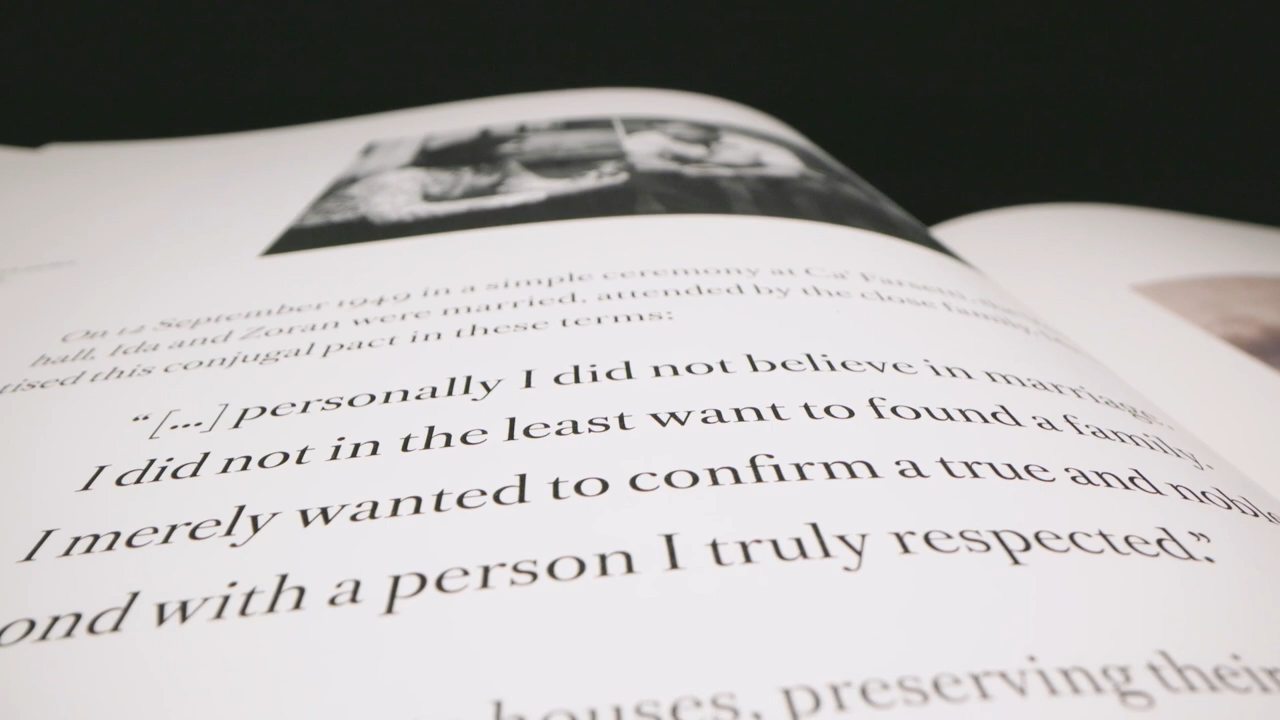 On 14 September 1949 in a simple ceremony at Ca' Farsetti,
hall, Ida and Zoran were married, attended by the close family,
tised this conjugal pact in these terms:
“[...] personally I did not believe in marriage.
I did not in the least want to found a family.
I merely wanted to confirm a true and noble
ond with a person I truly respected.”
houses, preserving their